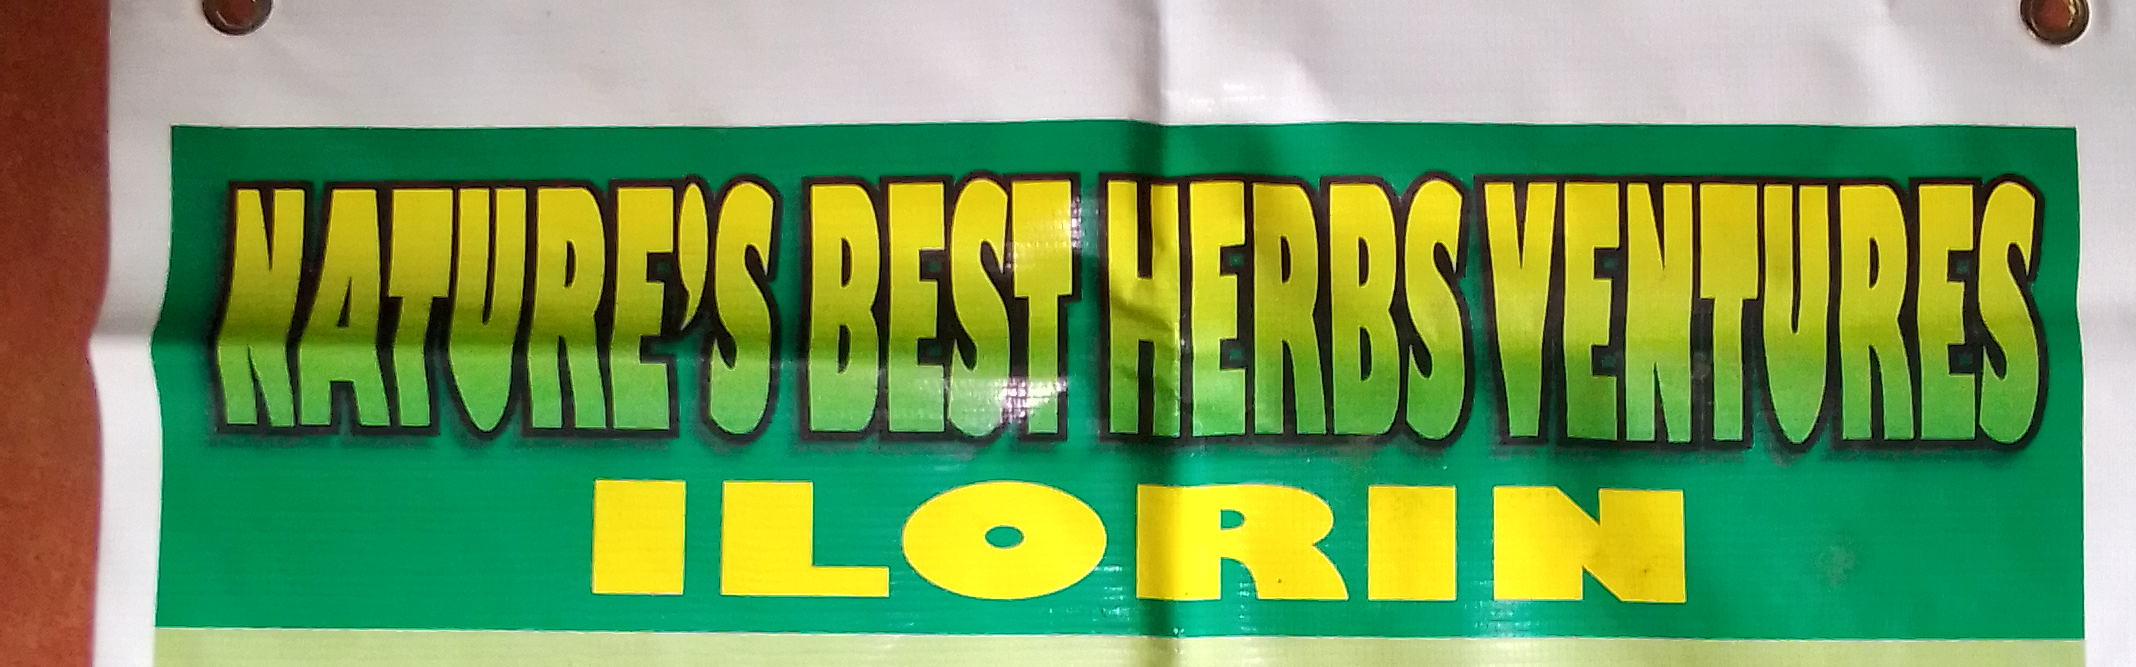 NATURE'S BEST HERBS VENTURES
ILORIN